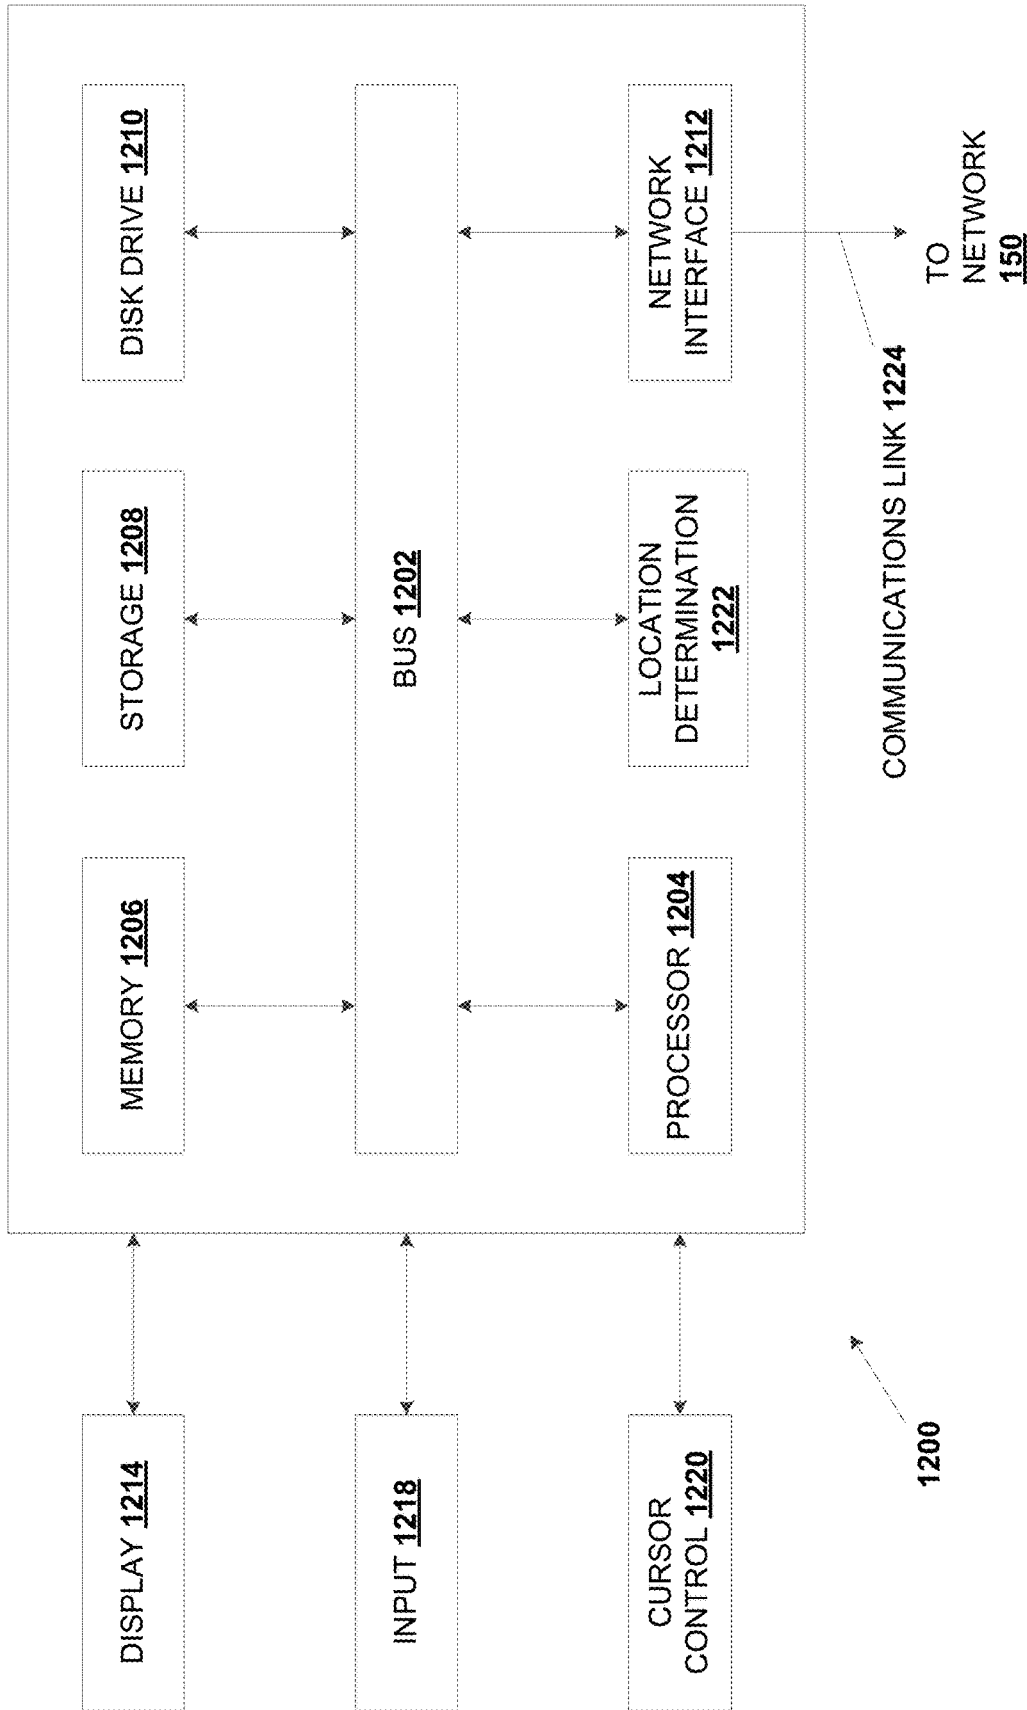 DISPLAY 1214
MEMORY 1206
STORAGE 1208
DISK DRIVE 1210
INPUT 1218
BUS 1202
CURSOR
CONTROL 1220
PROCESSOR 1204
LOCATION
DETERMINATION
1222
NETWORK
INTERFACE 1212
COMMUNICATIONS LINK 1224
1200
TO
NETWORK
150